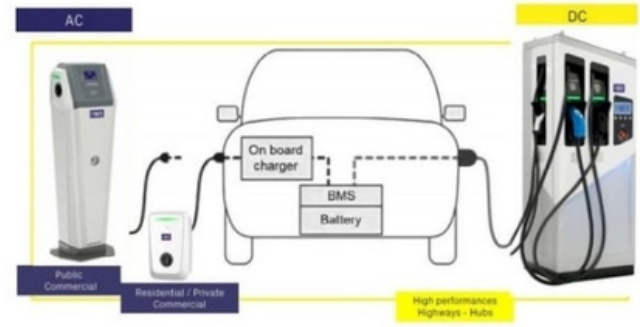 AC
DC
On board
charger
BMS
Battery
Public
Commercial
Residential / Private
Commercial
High performances
Highways - Hubs